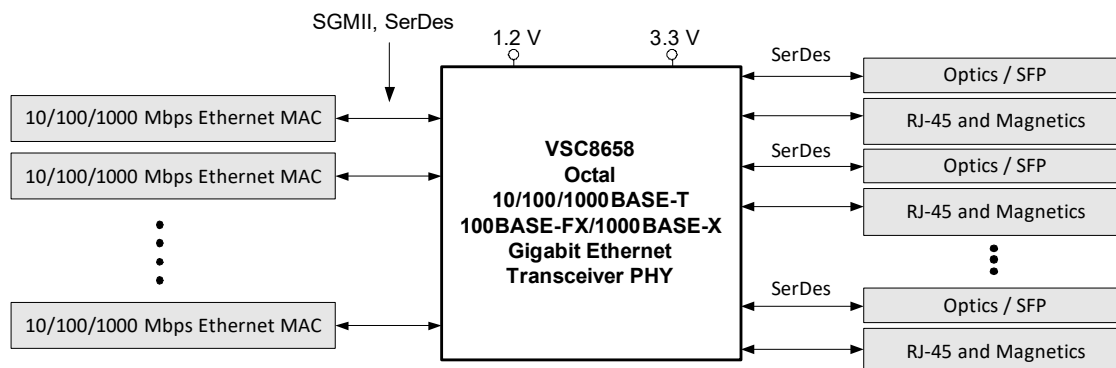 SGMII, SerDes
1.2 V
3.3 V
SerDes
Optics / SFP
10/100/1000 Mbps Ethernet MAC
RJ-45 and Magnetics
VSC8658
SerDes
Optics / SFP
10/100/1000 Mbps Ethernet MAC
Octal
10/100/1000BASE-T
RJ-45 and Magnetics
100BASE-FX/1000BASE-X
Gigabit Ethernet
Transceiver PHY
SerDes
Optics / SFP
10/100/1000 Mbps Ethernet MAC
RJ-45 and Magnetics